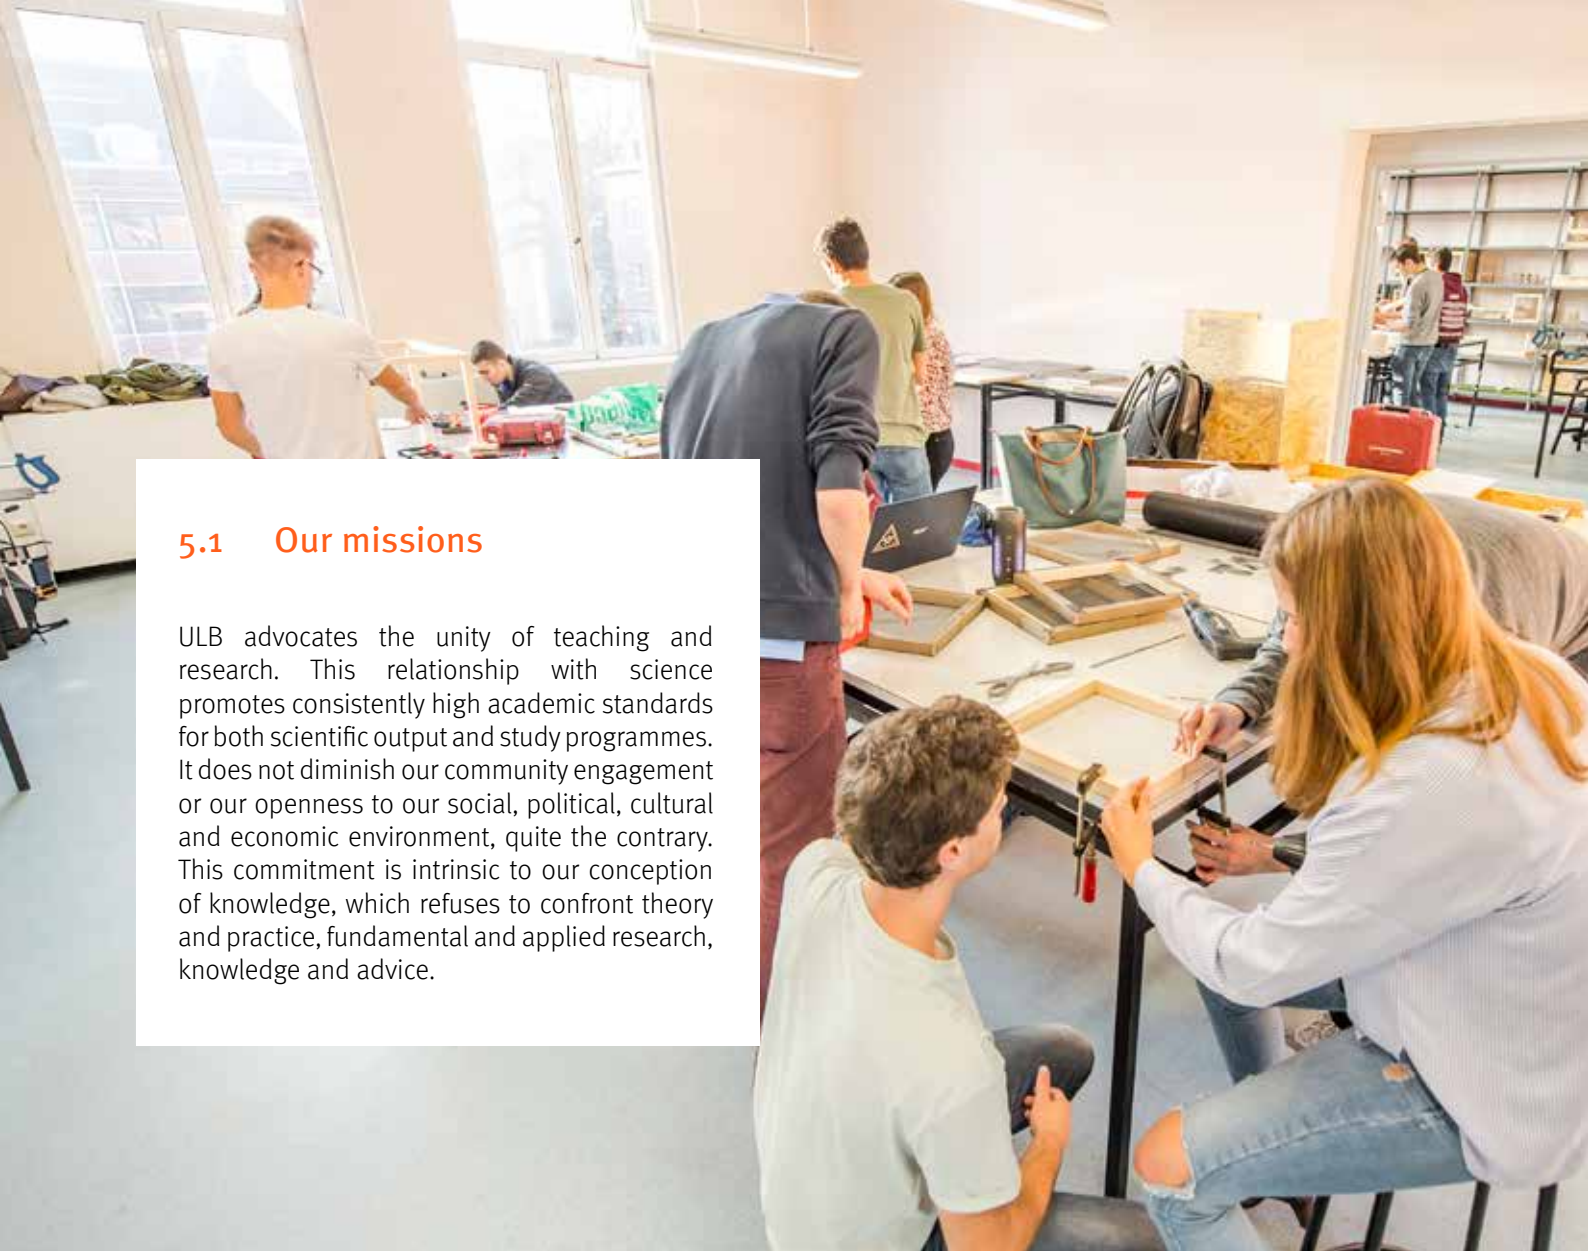 5.1 Our missions
ULB advocates the unity of teaching and
research. This relationship with science
promotes consistently high academic standards
for both scientific output and study programmes.
It does not diminish our community engagement
or our openness to our social, political, cultural
and economic environment, quite the contrary.
This commitment is intrinsic to our conception
of knowledge, which refuses to confront theory
and practice, fundamental and applied research,
knowledge and advice.